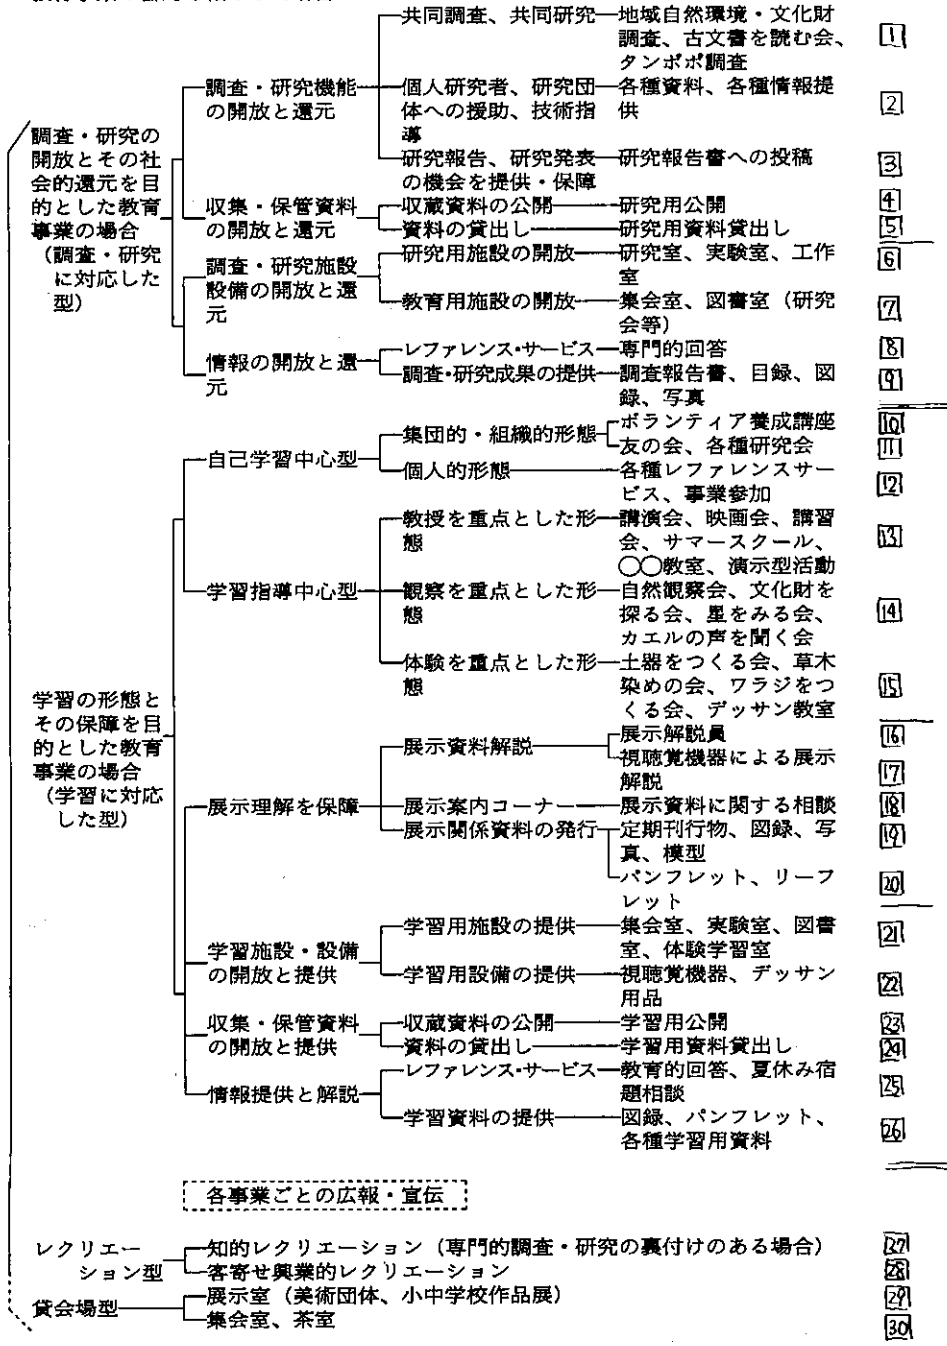 共同調査、共同研究 地域自然環境・文化財 1
調査、古文書を読む会、
タンポポ調査
調査・研究機能 個人研究者、研究団 各種資料、各種情報提 2
の開放と還元 体への援助、技術指 供
導
調査・研究の
開放とその社 研究報告、研究発表 研究報告書への投稿 3
会的還元を目 の機会を提供・保障
的とした教育 収集・保管資料 収蔵資料の公開 研究用公開 4
事業の場合 の開放と還元 資料の貸出し 研究用資料貸出し 5
(調査・研究 調査・研究施設 研究用施設の開放 研究室、実験室、工作 6
に対応した 設備の開放と還 室
型) 元 教育用施設の開放 集会室、図書室(研究 7
会等)
情報の開放と還 レファレンス・サービス 専門的回答 8
元 調査・研究成果の提供 調査報告書、目録、図 9
録、写真
集団的・組織的形態 ボランティア養成講座 10
自己学習中心型 友の会、各種研究会 11
個人的形態 各種レファレンスサー 12
ビス、事業参加
教授を重点とした形 講演会、映画会、講習 13
態 会、サマースクール、
〇〇教室、演示型活動
学習指導中心型 観察を重点とした形 自然観察会、文化財を 14
態 探る会、星をみる会、
カエルの声を聞く会
体験を重点とした形 土器をつくる会、草木 15
態 染めの会、ワラジをつ
くる会、デッサン教室
学習の形態と
その保障を目
的とした教育
事業の場合
(学習に対応
した型)
展示資料解説 展示解説員 16
視聴覚機器による展示 17
解説
展示理解を保障 展示案内コーナー 展示資料に関する相談 18
展示関係資料の発行 定期刊行物、図録、写 19
真、模型
パンフレット、リーフ 20
レット
学習施設・設備 学習用施設の提供 集会室、実験室、図書 21
の開放と提供 室、体験学習室
学習用設備の提供 視聴覚機器、デッサン 22
用品
収集・保管資料 収蔵資料の公開 学習用公開 23
の開放と提供 資料の貸出し 学習用資料貸出し 24
情報提供と解説 レファレンス・サービス 教育的回答、夏休み宿 25
題相談
学習資料の提供 図録、パンフレット、 26
各種学習用資料
各事業ごとの広報・宣伝
レクリエー 知的レクリエーション(専門的調査・研究の裏付けのある場合) 27
ション型 客寄せ興業的レクリエーション 28
貸会場型 展示室(美術団体、小中学校作品展) 29
集会室、茶室 30